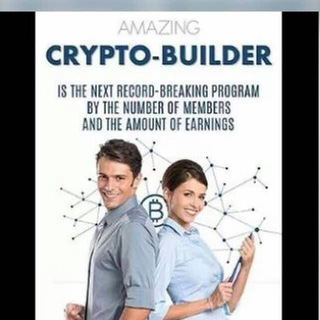 AMAZING
CRYPTO-BUILDER
IS THE NEXT RECORD-BREAKING PROGRAM
BY THE NUMBER OF MEMBERS
AND THE AMOUNT OF EARNINGS